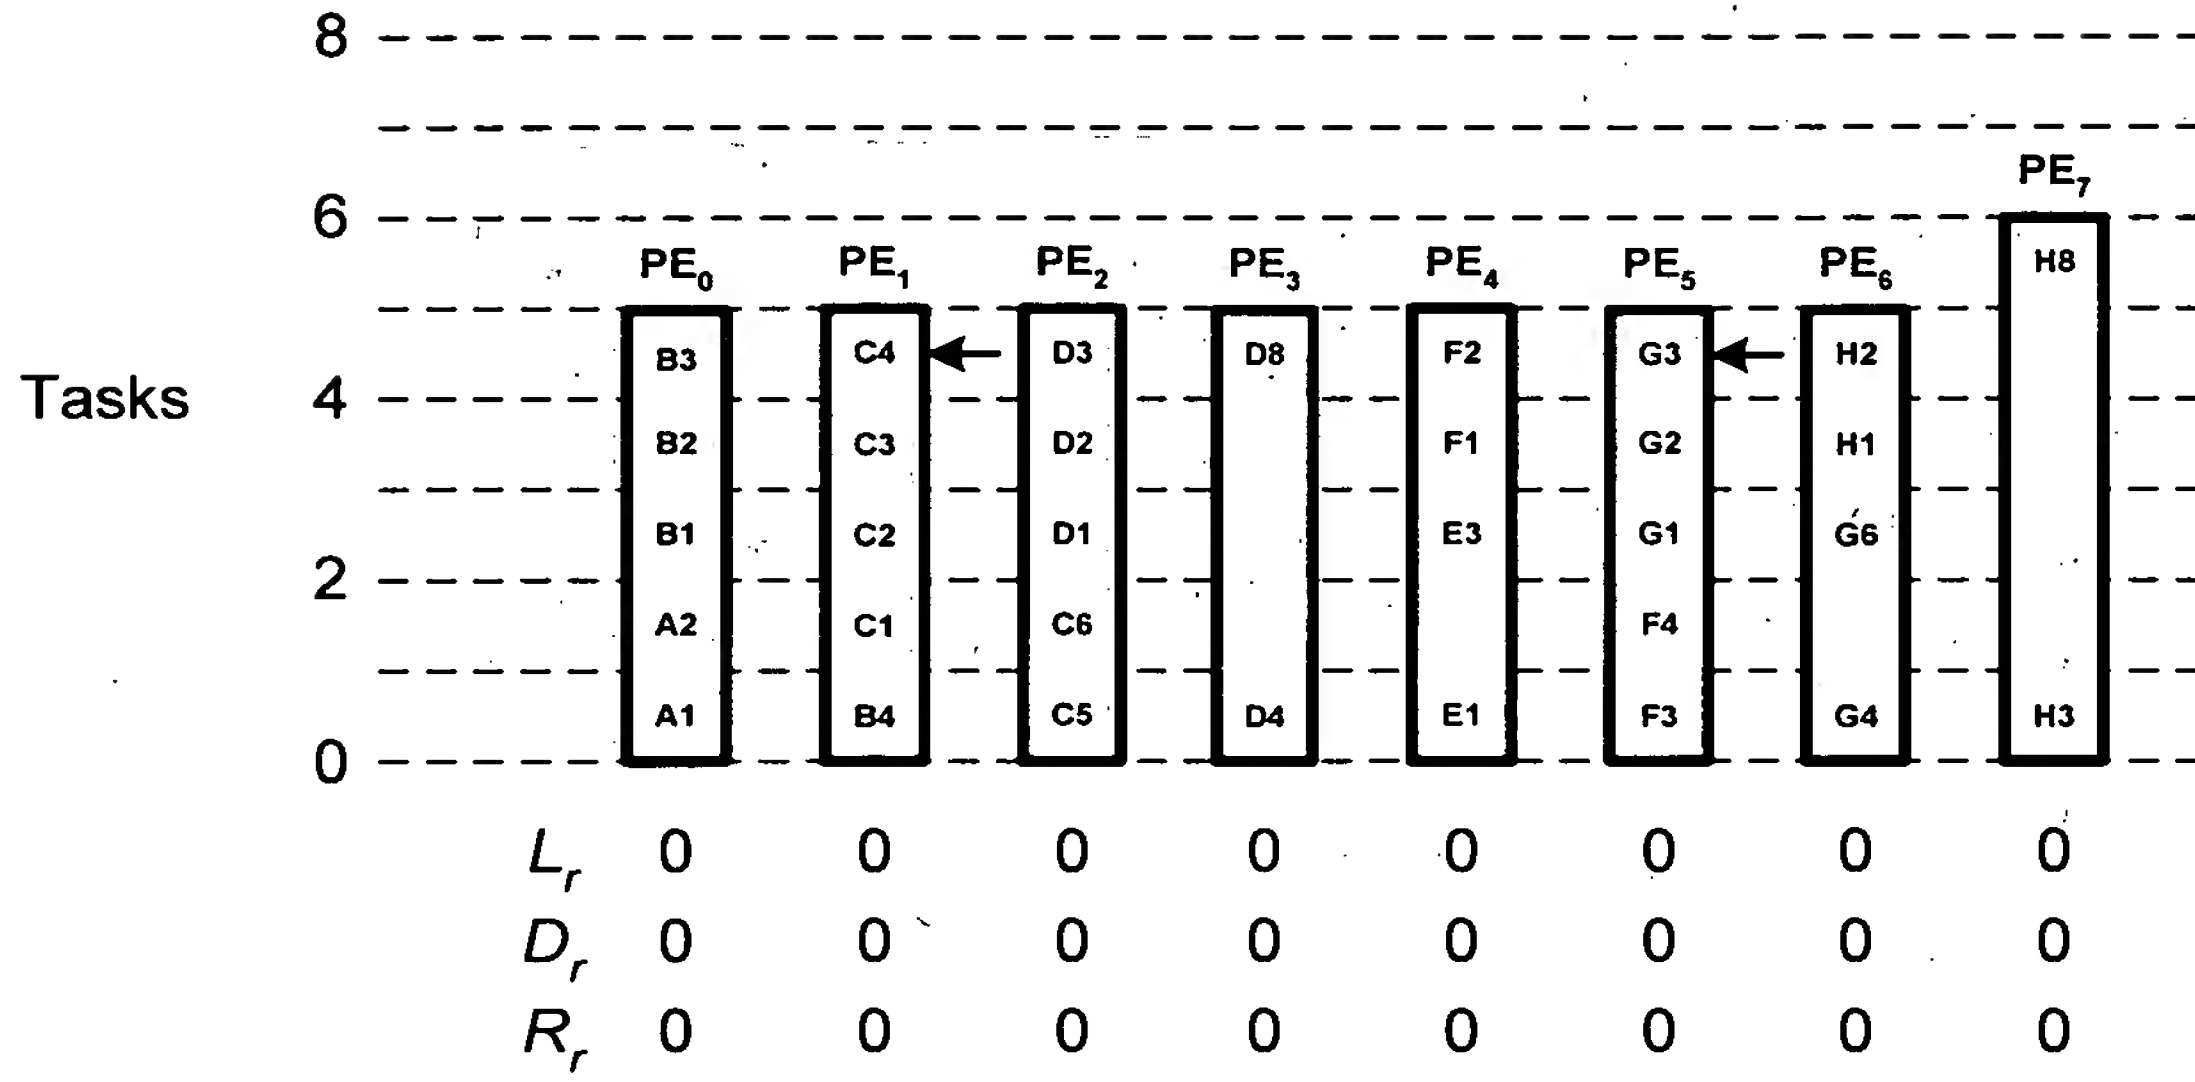 8
PE₇
6
PE₀ PE₁ PE₂ PE₃ PE₄ PE₅ PE₆ H8
B3 C4 D3 D8 F2 G3 H2
Tasks 4
B2 C3 D2 F1 G2 H1
B1 C2 D1 E3 G1 G6
2
A2 C1 C6 F4
A1 B4 C5 D4 E1 F3 G4 H3
0
Lᵣ 0 0 0 0 0 0 0 0
Dᵣ 0 0 0 0 0 0 0 0
Rᵣ 0 0 0 0 0 0 0 0